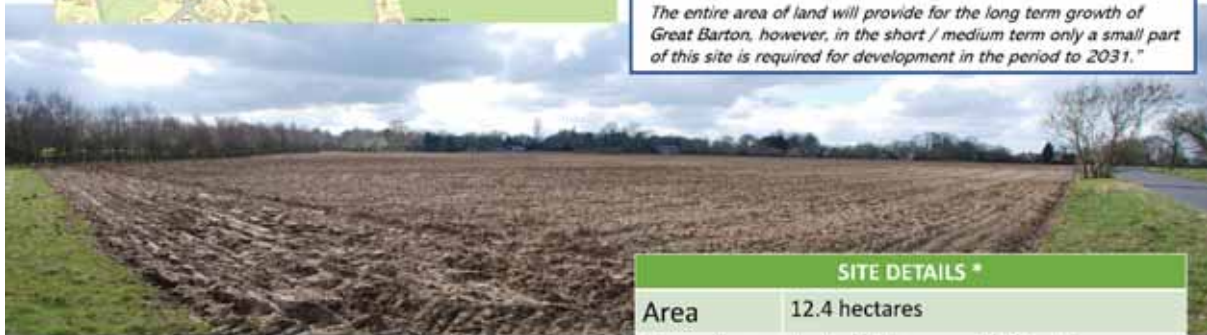 The entire area of land will provide for the long term growth of
Great Barton, however, in the short / medium term only a small part
of this site is required for development in the period to 2031."
SITE DETAILS *
Area 12.4 hectares